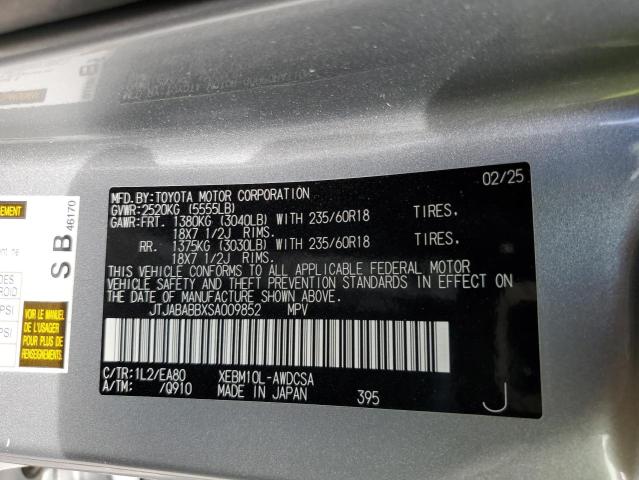 02/25
MFD.BY:TOYOTA MOTOR CORPORATION
GVWR:2520KG (5555LB)
GAWR:FRT. 1380KG (3040LB) WITH 235/60R18 TIRES.
18X7 1/2J RIMS.
RR. 1375KG (3030LB) WITH 235/60R18 TIRES.
18X7 1/2J RIMS.
THIS VEHICLE CONFORMS TO ALL APPLICABLE FEDERAL MOTOR
VEHICLE SAFETY AND THEFT PREVENTION STANDARDS IN EFFECT ON
THE DATE OF MANUFACTURE SHOWN ABOVE.
JTJABABBXSA009852 MPV
C/TR:1L2/EA80 XEBM10L-AWDCSA
A/TM: /Q910 MADE IN JAPAN 395
J
SB
46170
VOIR LE MANUEL
DE L'USAGER
POUR PLUS DE
RENSEIGNEMENTS